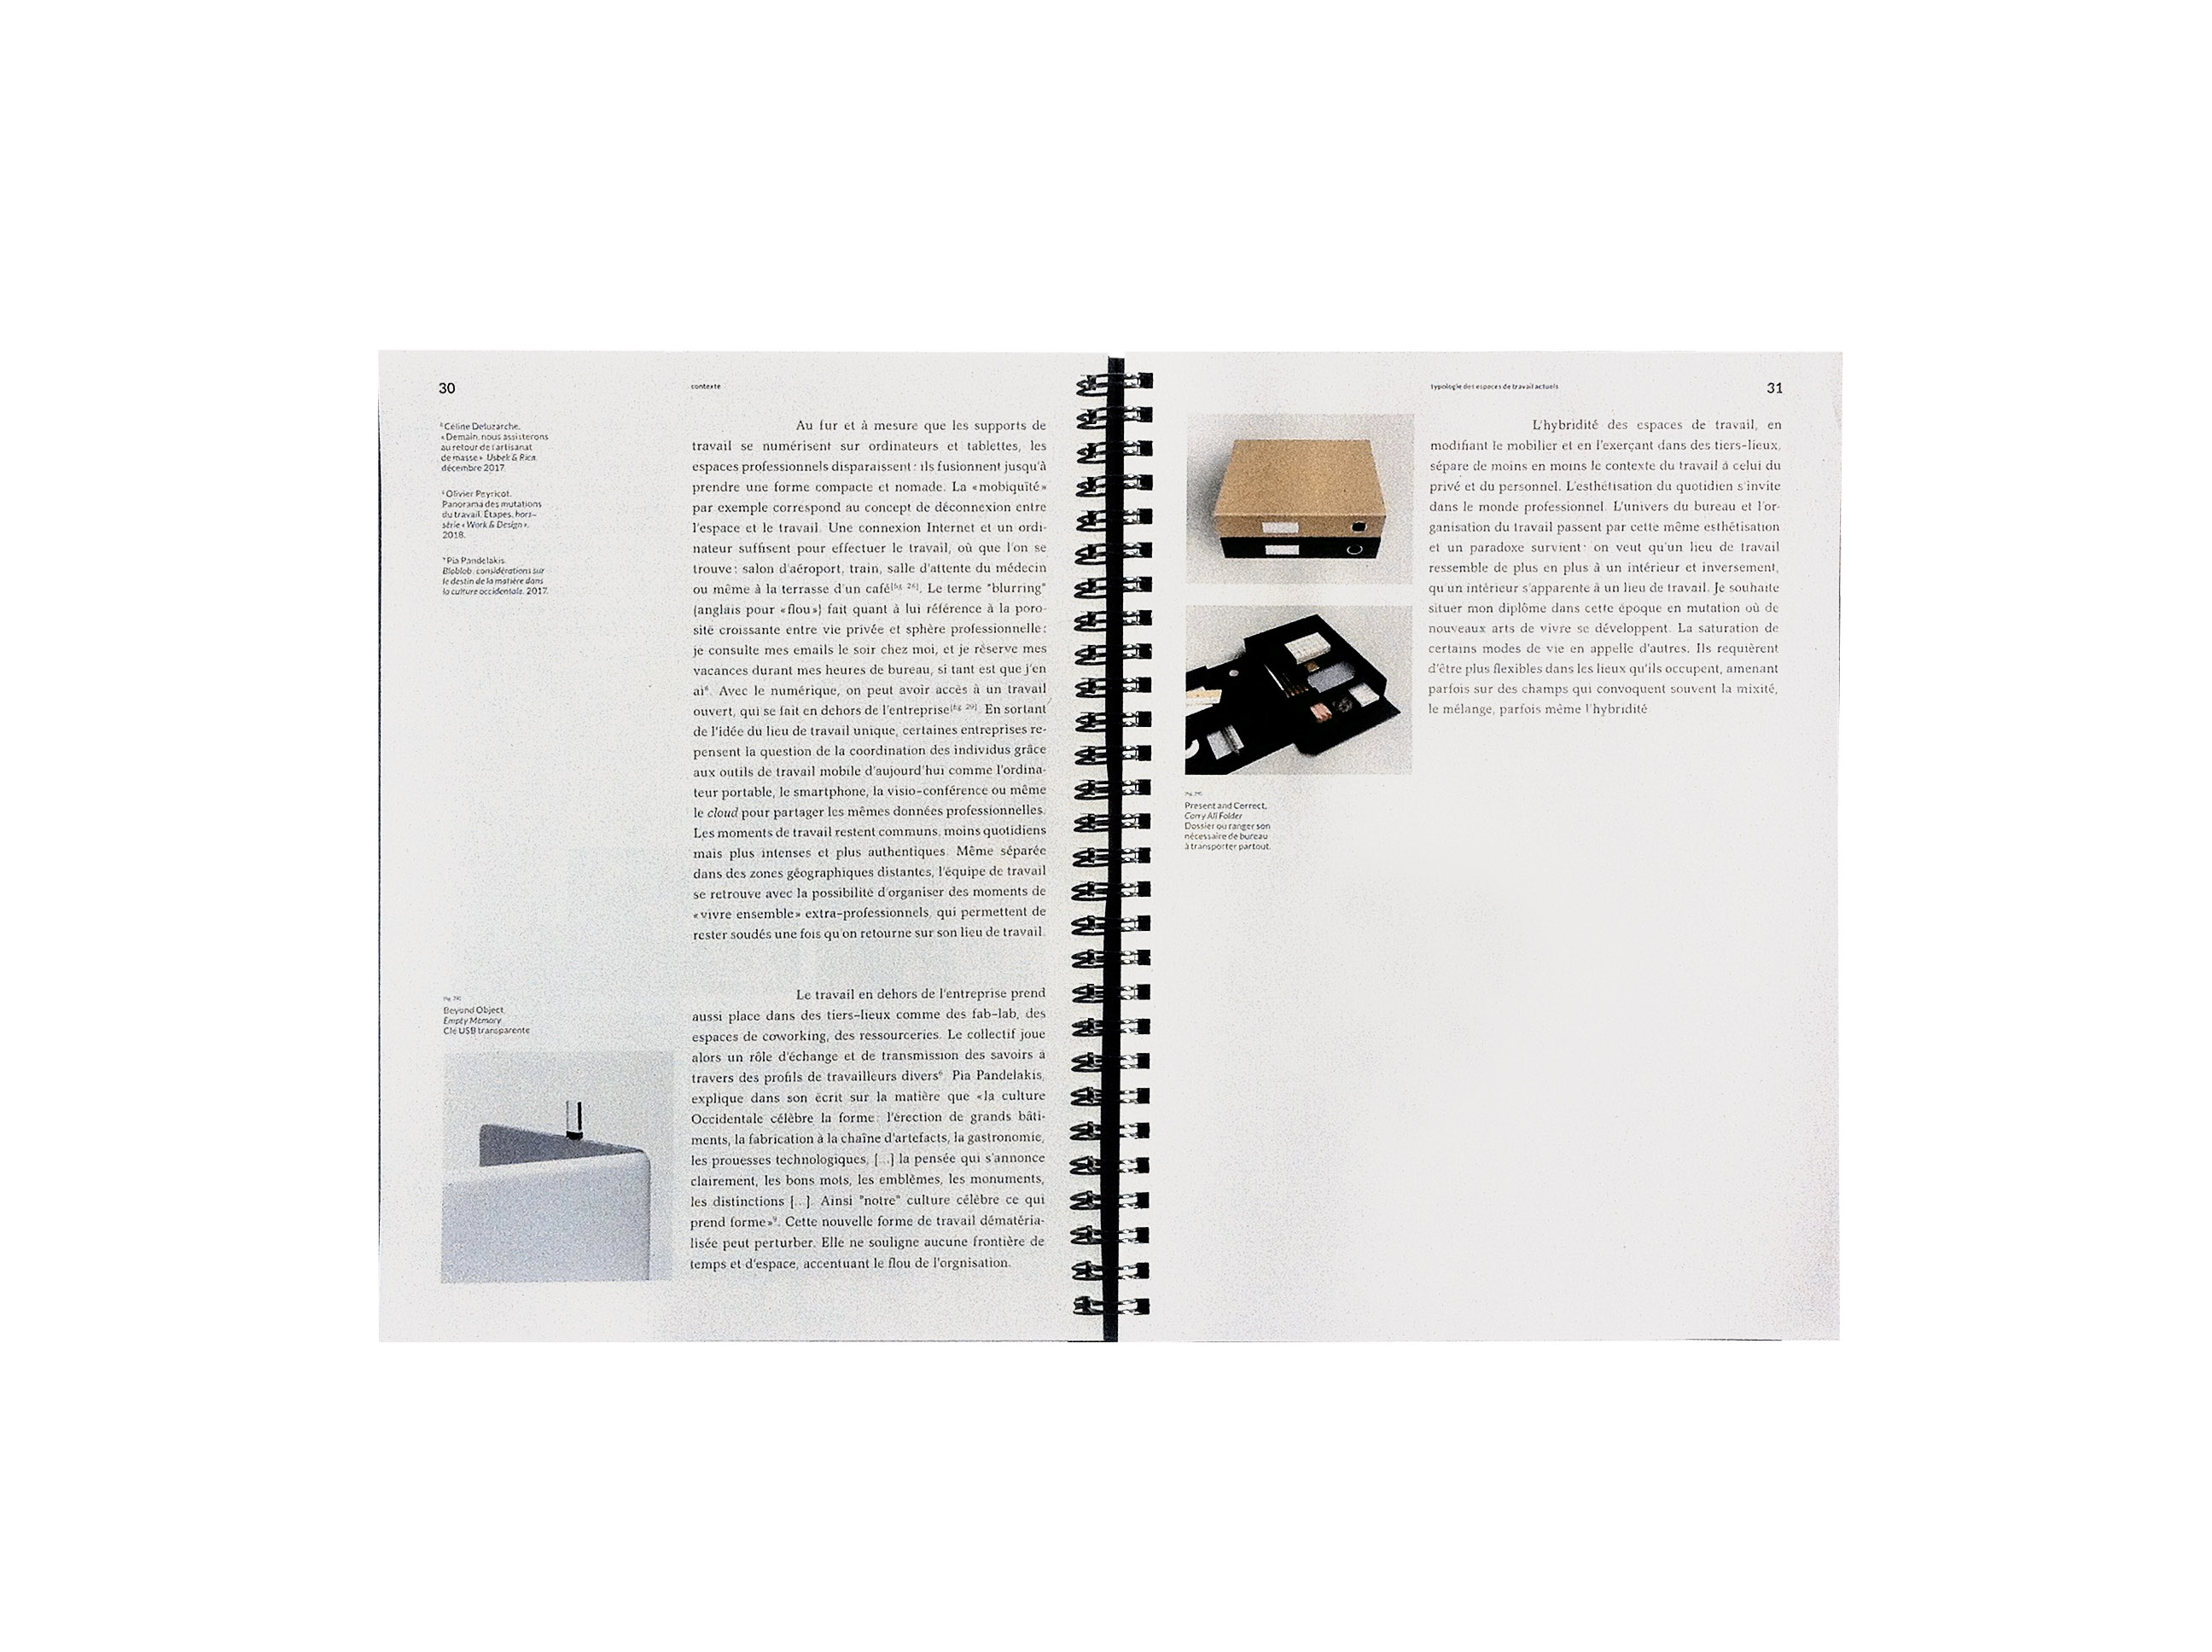 30
contexte
Céline Deluzarche,
« Demain, nous assisterons
au retour de l'artisanat
de masse », Usbek & Rica,
décembre 2017.
Olivier Peyricot.
Panorama des mutations
du travail, Étapes, hors-
série « Work & Design »,
2018.
Pia Pandelakis.
Bloblob: considérations sur
le destin de la matière dans
la culture occidentale. 2017.
Au fur et à mesure que les supports de
travail se numérisent sur ordinateurs et tablettes, les
espaces professionnels disparaissent : ils fusionnent jusqu'à
prendre une forme compacte et nomade. La «mobiquité»
par exemple correspond au concept de déconnexion entre
l'espace et le travail. Une connexion Internet et un ordi-
nateur suffisent pour effectuer le travail, où que l'on se
trouve : salon d'aéroport, train, salle d'attente du médecin
ou même à la terrasse d'un café. Le terme "blurring"
(anglais pour «flou») fait quant à lui référence à la poro-
sité croissante entre vie privée et sphère professionnelle :
je consulte mes emails le soir chez moi, et je réserve mes
vacances durant mes heures de bureau, si tant est que j'en
ai. Avec le numérique, on peut avoir accès à un travail
ouvert, qui se fait en dehors de l'entreprise. En sortant
de l'idée du lieu de travail unique, certaines entreprises re-
pensent la question de la coordination des individus grâce
aux outils de travail mobile d'aujourd'hui comme l'ordina-
teur portable, le smartphone, la visio-conférence ou même
le cloud pour partager les mêmes données professionnelles.
Les moments de travail restent communs, moins quotidiens
mais plus intenses et plus authentiques. Même séparée
dans des zones géographiques distantes, l'équipe de travail
se retrouve avec la possibilité d'organiser des moments de
«vivre ensemble» extra-professionnels, qui permettent de
rester soudés une fois qu'on retourne sur son lieu de travail.
Beyond Object,
Empty Memory
Clé USB transparente
Le travail en dehors de l'entreprise prend
aussi place dans des tiers-lieux comme des fab-lab, des
espaces de coworking, des ressourceries. Le collectif joue
alors un rôle d'échange et de transmission des savoirs à
travers des profils de travailleurs divers. Pia Pandelakis,
explique dans son écrit sur la matière que «la culture
Occidentale célèbre la forme : l'érection de grands bâti-
ments, la fabrication à la chaîne d'artefacts, la gastronomie,
les prouesses technologiques, [...] la pensée qui s'annonce
clairement, les bons mots, les emblèmes, les monuments,
les distinctions [...]. Ainsi "notre" culture célèbre ce qui
prend forme»⁹. Cette nouvelle forme de travail dématéria-
lisée peut perturber. Elle ne souligne aucune frontière de
temps et d'espace, accentuant le flou de l'orgnisation.
typologie des espaces de travail actuels
31
L'hybridité des espaces de travail, en
modifiant le mobilier et en l'exerçant dans des tiers-lieux,
sépare de moins en moins le contexte du travail à celui du
privé et du personnel. L'esthétisation du quotidien s'invite
dans le monde professionnel. L'univers du bureau et l'or-
ganisation du travail passent par cette même esthétisation
et un paradoxe survient : on veut qu'un lieu de travail
ressemble de plus en plus à un intérieur et inversement,
qu'un intérieur s'apparente à un lieu de travail. Je souhaite
situer mon diplôme dans cette époque en mutation où de
nouveaux arts de vivre se développent. La saturation de
certains modes de vie en appelle d'autres. Ils requièrent
d'être plus flexibles dans les lieux qu'ils occupent, amenant
parfois sur des champs qui convoquent souvent la mixité,
le mélange, parfois même l'hybridité.
Present and Correct,
Carry All Folder
Dossier ou ranger son
nécessaire de bureau
à transporter partout.